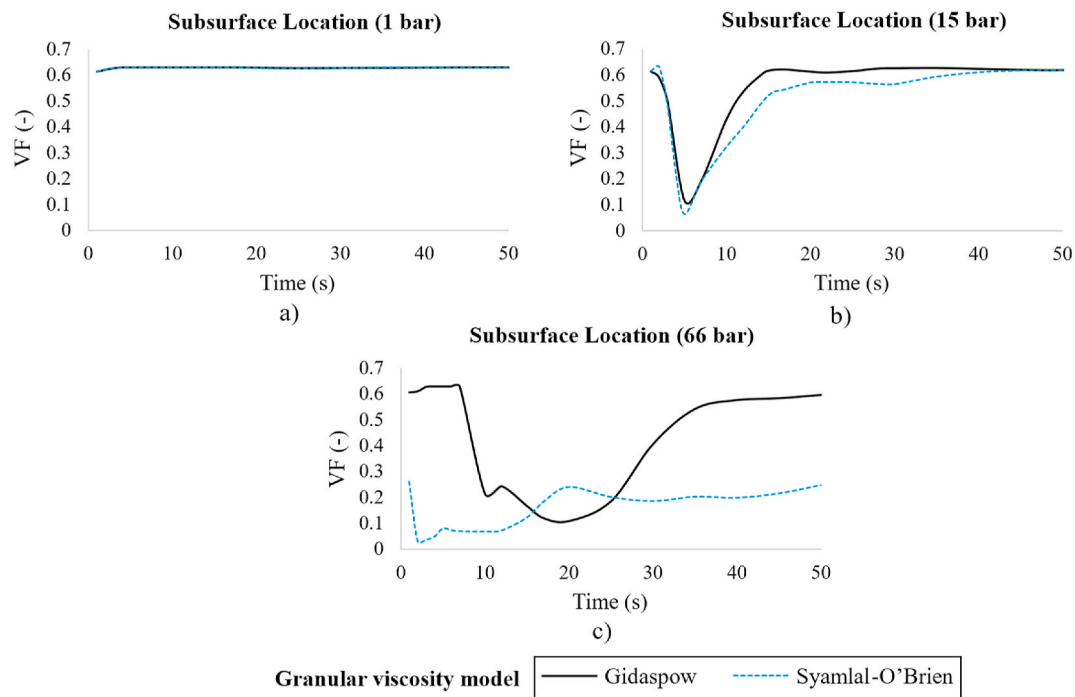 Subsurface Location (1 bar)
0.7
0.6
0.5
0.4
0.3
0.2
0.1
0
VF (-)
0 10 20 30 40 50
Time (s)
a)
Subsurface Location (15 bar)
0.7
0.6
0.5
0.4
0.3
0.2
0.1
0
VF (-)
0 10 20 30 40 50
Time (s)
b)
Subsurface Location (66 bar)
0.7
0.6
0.5
0.4
0.3
0.2
0.1
0
VF (-)
0 10 20 30 40 50
Time (s)
c)
Granular viscosity model Gidaspow Syamlal-O’Brien